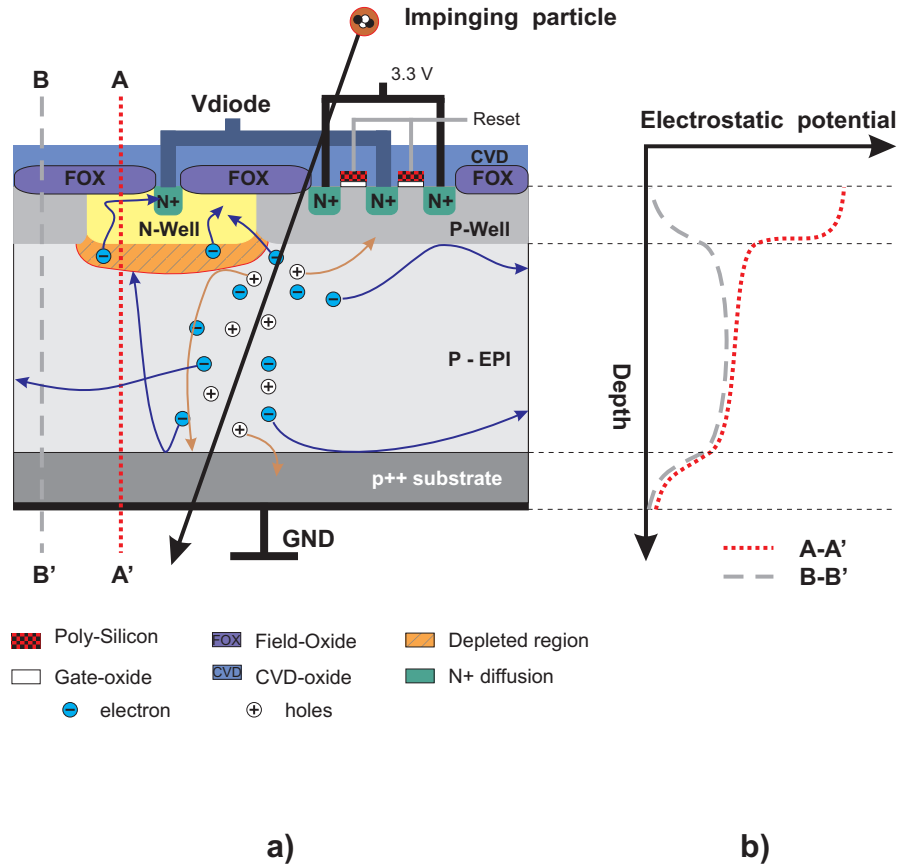 Impinging particle
3.3 V
B
A
Vdiode
Reset
Electrostatic potential
CVD
FOX
FOX
FOX
N+
N+
N+
N+
N-Well
P-Well
P - EPI
Depth
p++ substrate
GND
B'
A'
A-A'
B-B'
Poly-Silicon
FOX
Field-Oxide
Depleted region
Gate-oxide
CVD
CVD-oxide
N+ diffusion
electron
holes
a)
b)